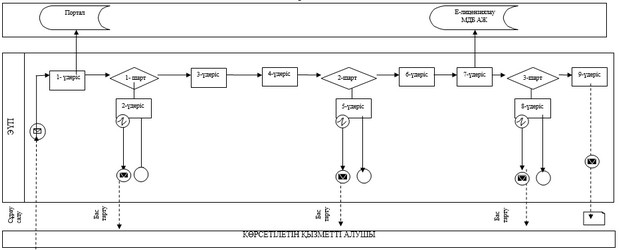 Портал
Е-лицензиялау
МДБ АЖ
ЭҮП
1- үдеріс
1- шарт
3-үдеріс
4-үдеріс
2-шарт
6-үдеріс
7-үдеріс
3-шарт
9-үдеріс
2-үдеріс
5-үдеріс
8-үдеріс
Сұрау
салу
Бас
тарту
Бас
тарту
Бас
тарту
КӨРСЕТІЛЕТІН ҚЫЗМЕТТІ АЛУШЫ